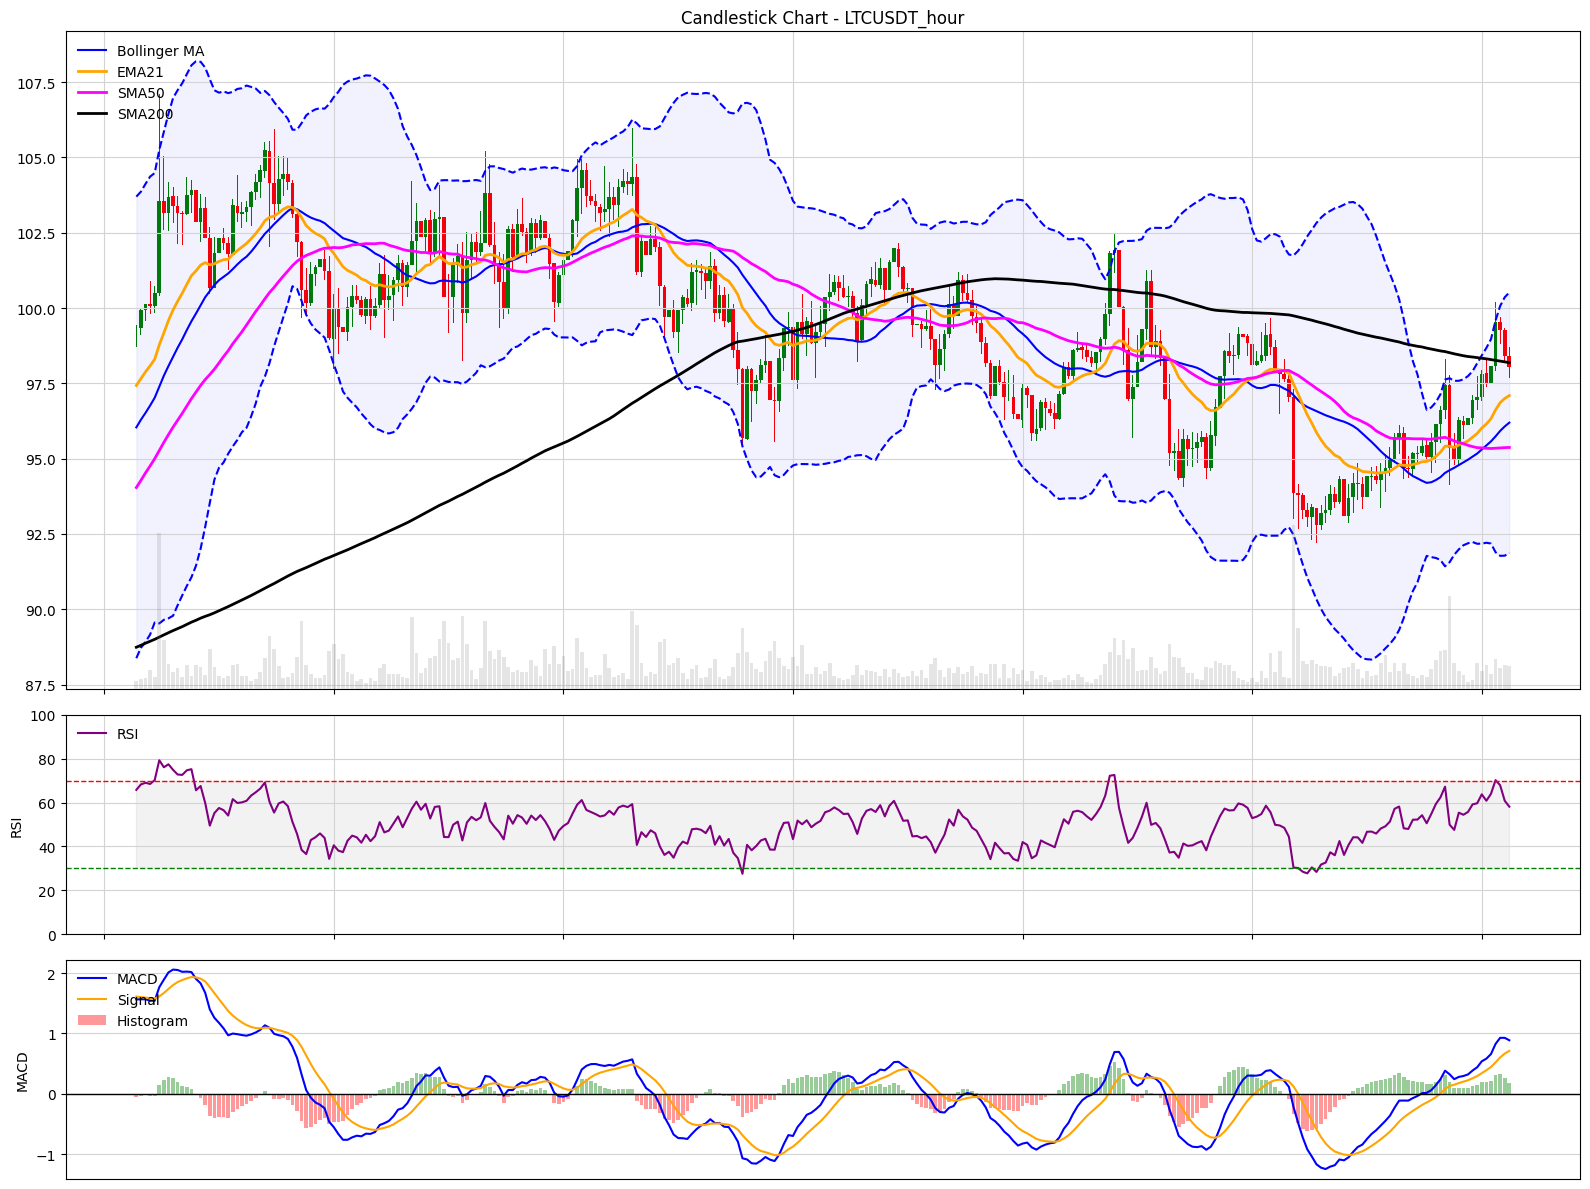 Candlestick Chart - LTCUSDT_hour
Bollinger MA
EMA21
SMA50
SMA200
107.5
105.0
102.5
100.0
97.5
95.0
92.5
90.0
87.5
RSI
100
80
60
40
20
0
RSI
MACD
Signal
Histogram
2
1
0
−1
MACD